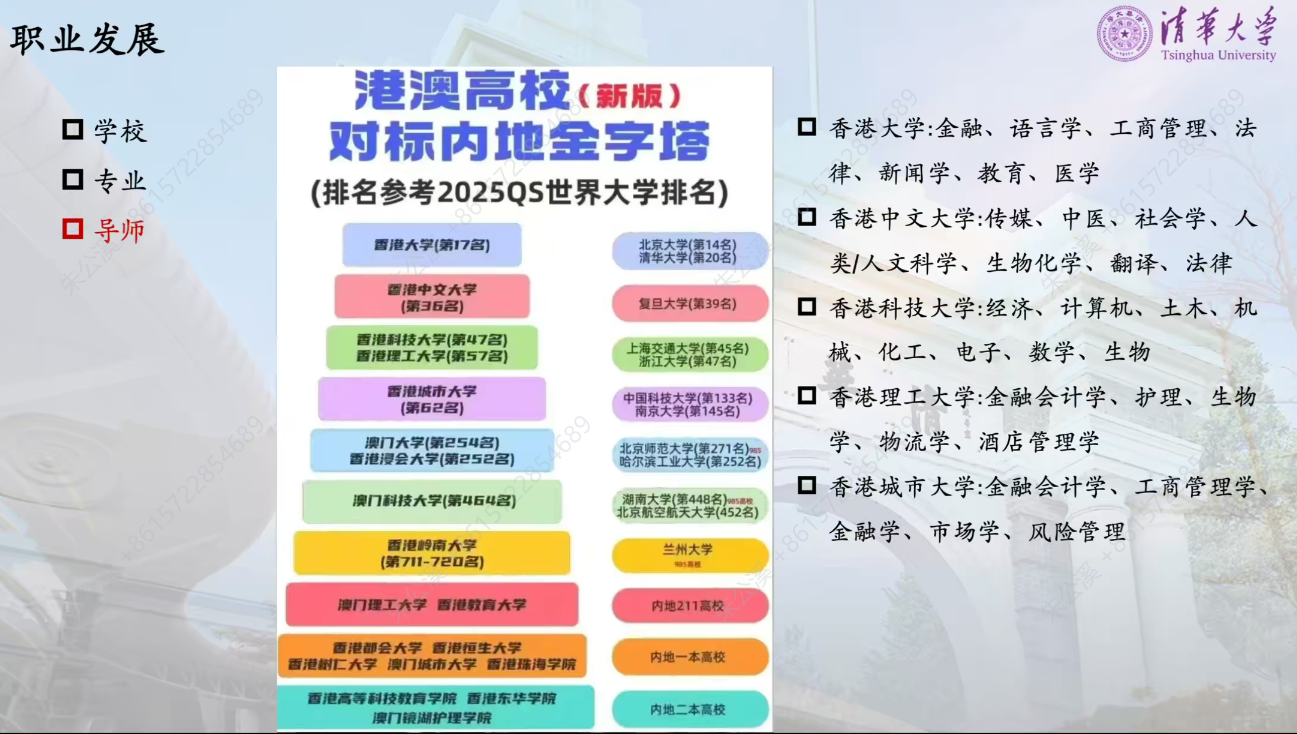 职业发展
清华大学
Tsinghua University
学校
专业
导师
港澳高校(新版)
对标内地金字塔
(排名参考2025QS世界大学排名)
香港大学(第17名)
北京大学(第14名)
清华大学(第20名)
香港中文大学
(第36名)
复旦大学(第39名)
香港科技大学(第47名)
香港理工大学(第57名)
上海交通大学(第45名)
浙江大学(第47名)
香港城市大学
(第62名)
中国科技大学(第133名)
南京大学(第145名)
澳门大学(第254名)
香港浸会大学(第252名)
北京师范大学(第271名)985
哈尔滨工业大学(第252名)
澳门科技大学(第464名)
湖南大学(第448名)985高校
北京航空航天大学(452名)
香港岭南大学
(第711-720名)
兰州大学
985高校
澳门理工大学 香港教育大学
内地211高校
香港都会大学 香港恒生大学
香港树仁大学 澳门城市大学 香港珠海学院
内地一本高校
香港高等科技教育学院 香港东华学院
澳门镜湖护理学院
内地二本高校
香港大学:金融、语言学、工商管理、法
律、新闻学、教育、医学
香港中文大学:传媒、中医、社会学、人
类/人文科学、生物化学、翻译、法律
香港科技大学:经济、计算机、土木、机
械、化工、电子、数学、生物
香港理工大学:金融会计学、护理、生物
学、物流学、酒店管理学
香港城市大学:金融会计学、工商管理学、
金融学、市场学、风险管理